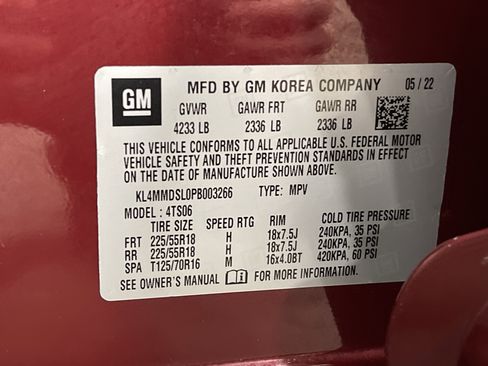 GM MFD BY GM KOREA COMPANY 05/22
GVWR GAWR FRT GAWR RR
4233 LB 2336 LB 2336 LB
THIS VEHICLE CONFORMS TO ALL APPLICABLE U.S. FEDERAL MOTOR
VEHICLE SAFETY AND THEFT PREVENTION STANDARDS IN EFFECT
ON THE DATE OF MANUFACTURE SHOWN ABOVE.
KL4MMDSL0PB003266 TYPE: MPV
MODEL: 4TS06
TIRE SIZE SPEED RTG RIM COLD TIRE PRESSURE
FRT 225/55R18 H 18x7.5J 240KPA, 35 PSI
RR 225/55R18 H 18x7.5J 240KPA, 35 PSI
SPA T125/70R16 M 16x4.0BT 420KPA, 60 PSI
SEE OWNER'S MANUAL FOR MORE INFORMATION